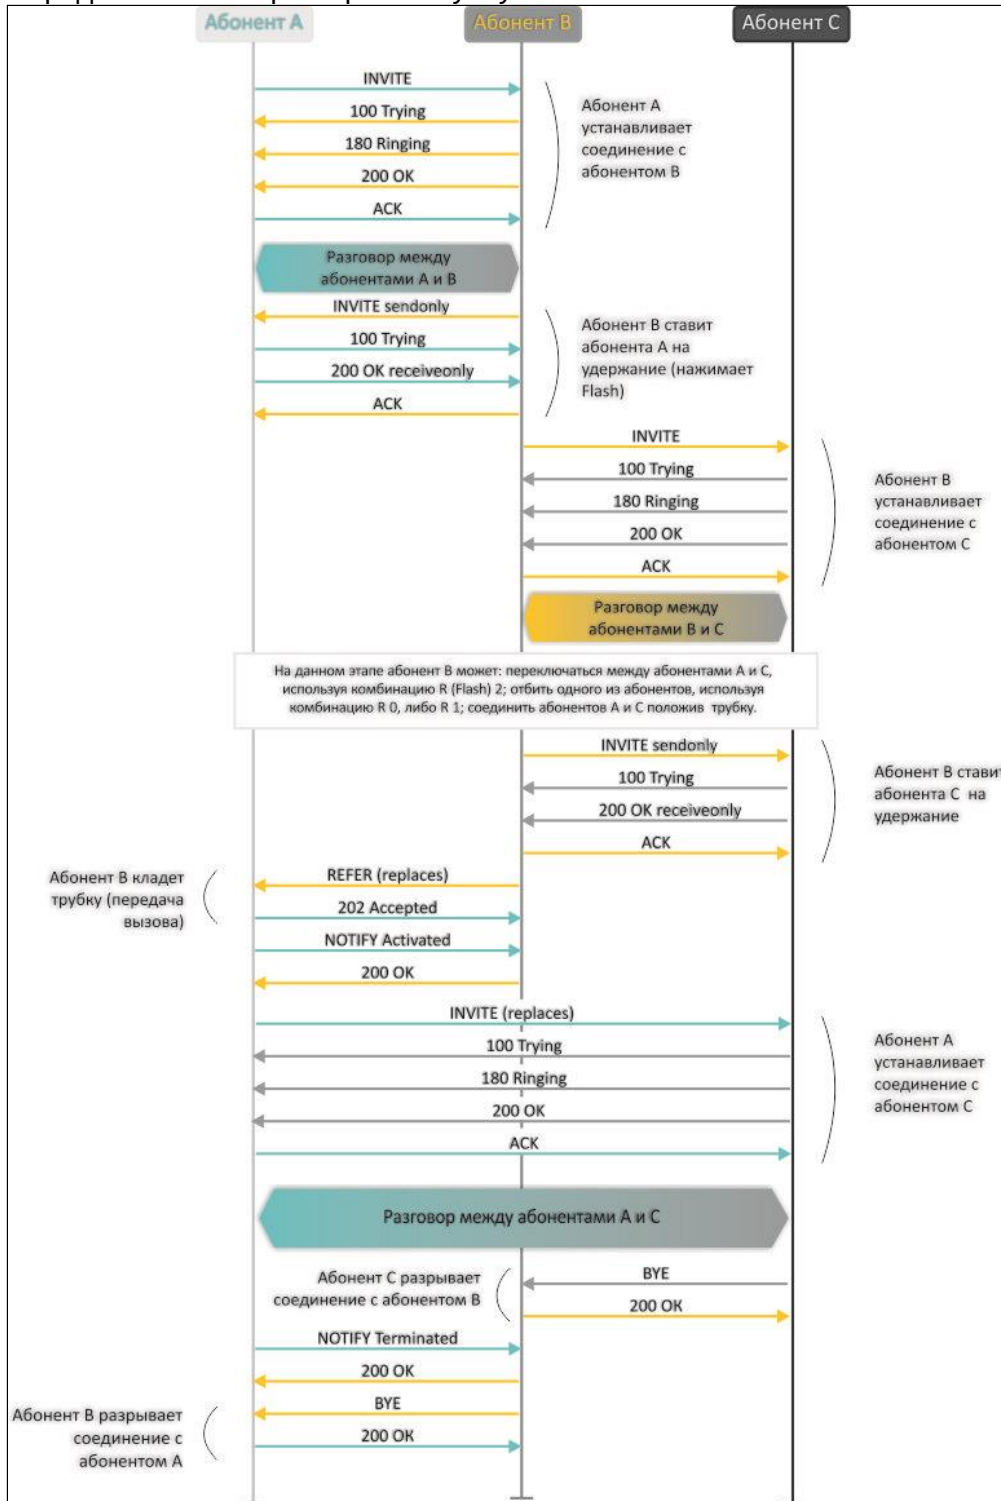 Абонент А
Абонент В
Абонент С
INVITE
100 Trying
180 Ringing
200 OK
ACK
Абонент А
устанавливает
соединение с
абонентом В
Разговор между
абонентами А и В
INVITE sendonly
100 Trying
200 OK receiveonly
ACK
Абонент В ставит
абонента А на
удержание (нажимает
Flash)
INVITE
100 Trying
180 Ringing
200 OK
ACK
Абонент В
устанавливает
соединение с
абонентом С
Разговор между
абонентами В и С
На данном этапе абонент В может: переключаться между абонентами А и С,
используя комбинацию R (Flash) 2; отбить одного из абонентов, используя
комбинацию R 0, либо R 1; соединить абонентов А и С положив трубку.
INVITE sendonly
100 Trying
200 OK receiveonly
ACK
Абонент В ставит
абонента С на
удержание
Абонент В кладет
трубку (передача
вызова)
REFER (replaces)
202 Accepted
NOTIFY Activated
200 OK
INVITE (replaces)
100 Trying
180 Ringing
200 OK
ACK
Абонент А
устанавливает
соединение с
абонентом С
Разговор между абонентами А и С
Абонент С разрывает
соединение с абонентом В
BYE
200 OK
NOTIFY Terminated
200 OK
BYE
200 OK
Абонент В разрывает
соединение с
абонентом А